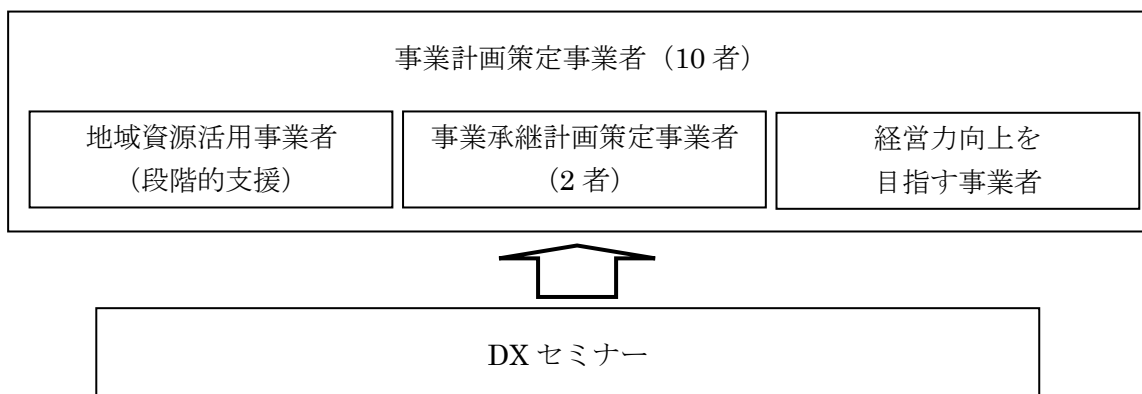 事業計画策定事業者（10 者）
地域資源活用事業者
（段階的支援）
事業承継計画策定事業者
（2 者）
経営力向上を
目指す事業者
DX セミナー